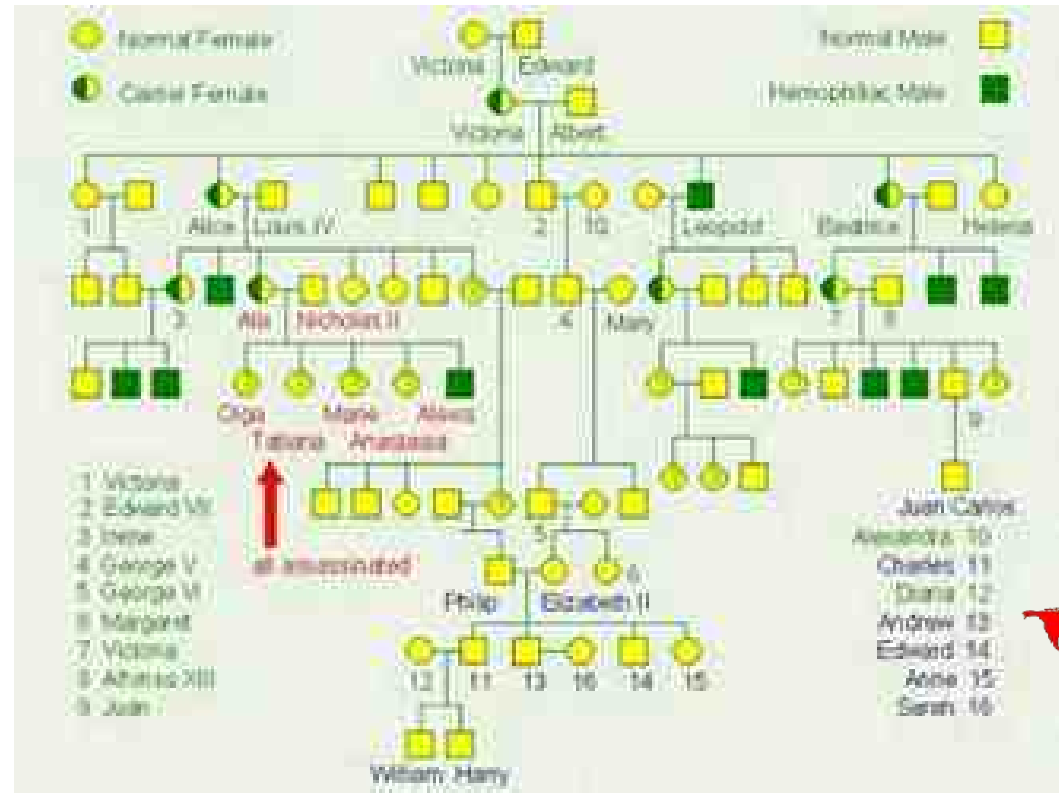 Normal Female
Normal Male
Carrier Female
Hemophiliac Male
Victoria Edward
Victoria Albert
1 Alice Louis IV 2 10 Leopold Beatrice Helena
3 Alix Nicholas II 4 Mary 7 8
Olga Marie Alexis
Tatiana Anastasia
9
Juan Carlos
all assassinated
5
6
Philip Elizabeth II
12 11 13 16 14 15
William Harry
1 Victoria
2 Edward VII
3 Irene
4 George V
5 George VI
6 Margaret
7 Victoria
8 Alfonso XIII
9 Juan
Alexandra 10
Charles 11
Diana 12
Andrew 13
Edward 14
Anne 15
Sarah 16